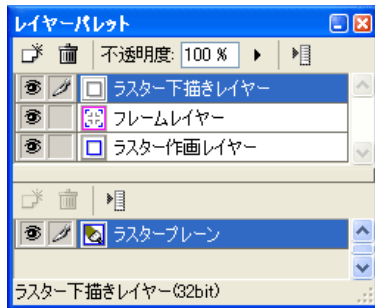 レイヤーパレット
不透明度: 100 %
ラスター下描きレイヤー
フレームレイヤー
ラスター作画レイヤー
ラスタープレーン
ラスター下描きレイヤー(32bit)